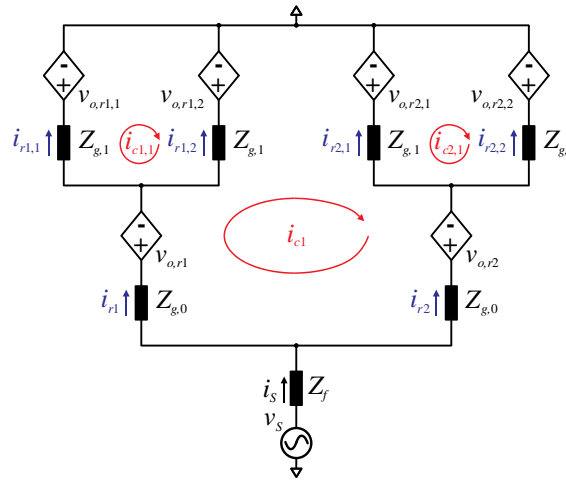 - - - -
+ + + +
v_{o,r1,1} v_{o,r1,2} v_{o,r2,1} v_{o,r2,2}
i_{r1,1} Z_{g,1} i_{c1,1} i_{r1,2} Z_{g,1} i_{r2,1} Z_{g,1} i_{c2,1} i_{r2,2} Z_{g,
- -
+ +
v_{o,r1} i_{c1} v_{o,r2}
i_{r1} Z_{g,0} i_{r2} Z_{g,0}
i_S Z_f
v_S